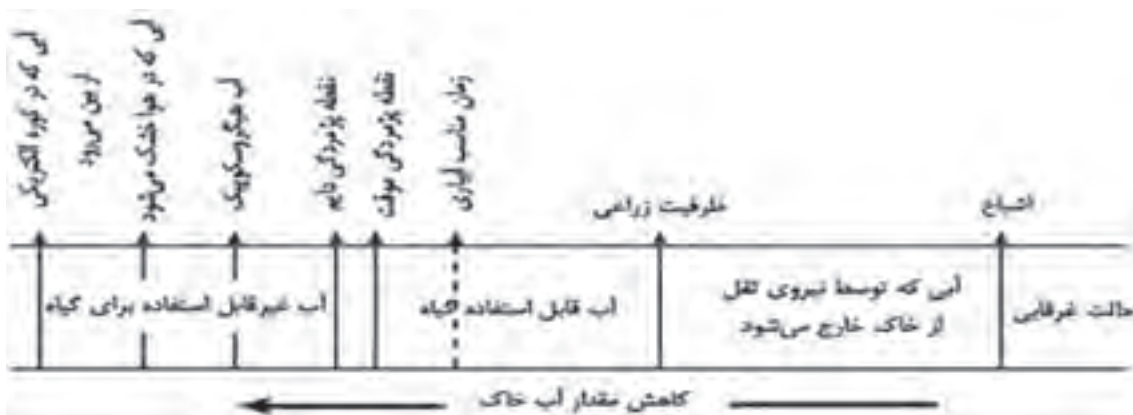 اشباع
ظرفیت زراعی
زمان مناسب آبیاری
نقطه پژمردگی موقت
نقطه پژمردگی دایم
آب هیگروسکوپیک
آبی که در هوا خشک می‌شود
آبی که در کوره الکتریکی
از بین می‌رود
حالت غرقابی
آبی که توسط نیروی ثقل
از خاک خارج می‌شود
آب قابل استفاده گیاه
آب غیرقابل استفاده برای گیاه
کاهش مقدار آب خاک